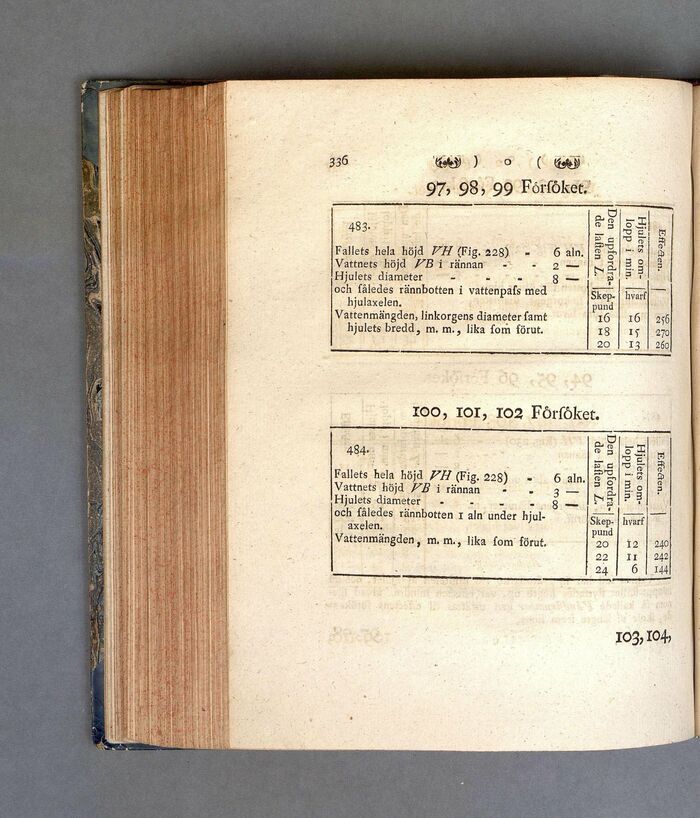 336 ) o (
97, 98, 99 Förſöket.
483.
Fallets hela höjd VH (Fig. 228) - 6 aln.
Vattnets höjd VB i rännan - - 2 —
Hjulets diameter - - - - 8 —
och således rännbotten i vattenpaſs med
hjulaxelen.
Vattenmängden, linkorgens diameter ſamt
hjulets bredd, m. m., lika ſom förut.
Den upfordra-
de laſten L.
Hjulets om-
lopp i min.
Effecten.
Skep-
pund
hvarf
16 16 256
18 15 270
20 13 260
100, 101, 102 Förſöket.
484.
Fallets hela höjd VH (Fig. 228) - 6 aln.
Vattnets höjd VB i rännan - - 3 —
Hjulets diameter - - - - 8 —
och således rännbotten 1 aln under hjul-
axelen.
Vattenmängden, m. m., lika ſom förut.
Den upfordra-
de laſten L.
Hjulets om-
lopp i min.
Effecten.
Skep-
pund
hvarf
20 12 240
22 11 242
24 6 144
103, 104,